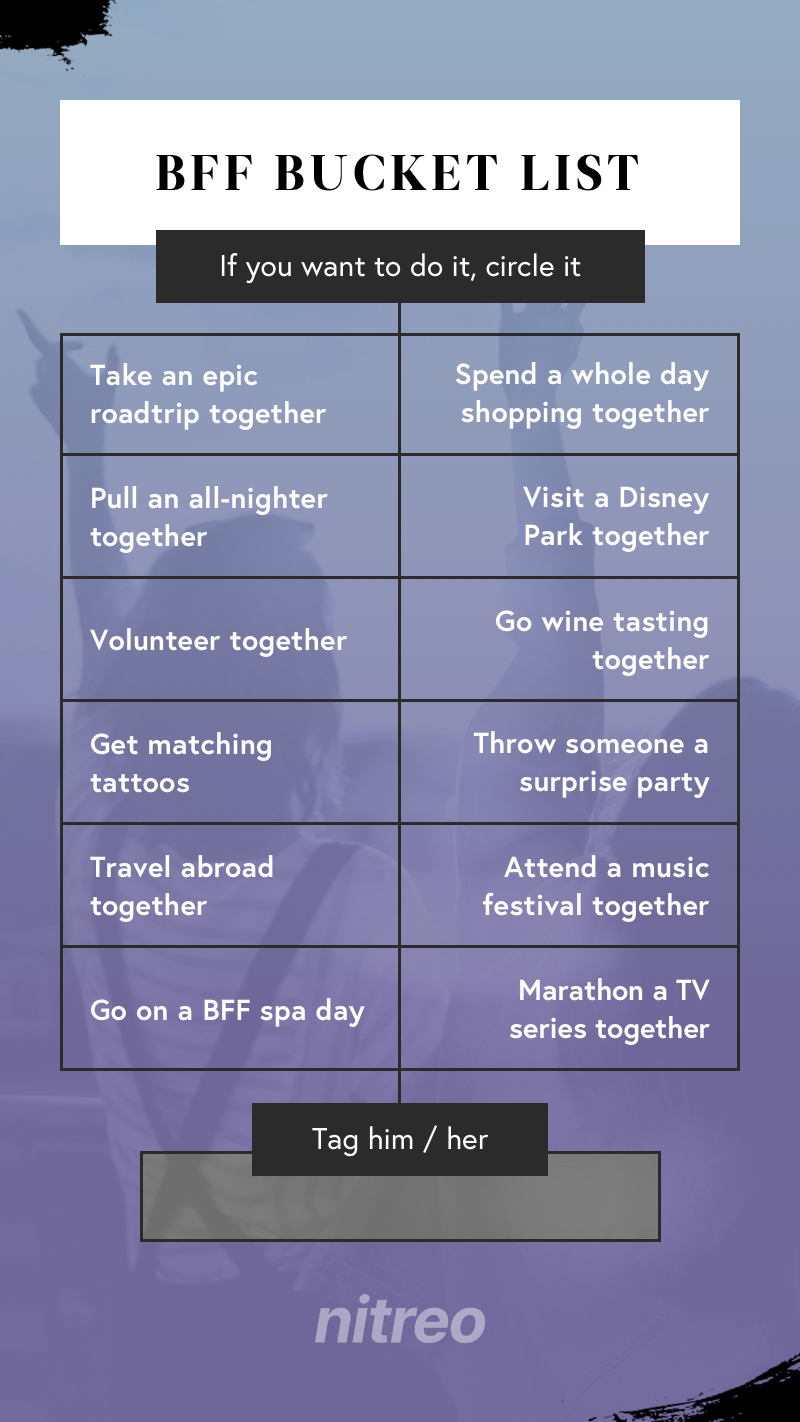 BFF BUCKET LIST
If you want to do it, circle it
Take an epic
roadtrip together
Spend a whole day
shopping together
Pull an all-nighter
together
Visit a Disney
Park together
Volunteer together
Go wine tasting
together
Get matching
tattoos
Throw someone a
surprise party
Travel abroad
together
Attend a music
festival together
Go on a BFF spa day
Marathon a TV
series together
Tag him / her
nitreo